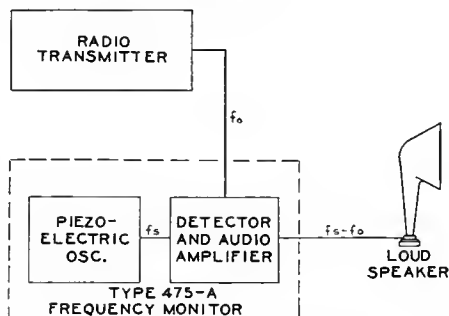 RADIO
TRANSMITTER
fo
PIEZO-
ELECTRIC
OSC.
fs
DETECTOR
AND AUDIO
AMPLIFIER
fs-fo
LOUD
SPEAKER
TYPE 475-A
FREQUENCY MONITOR